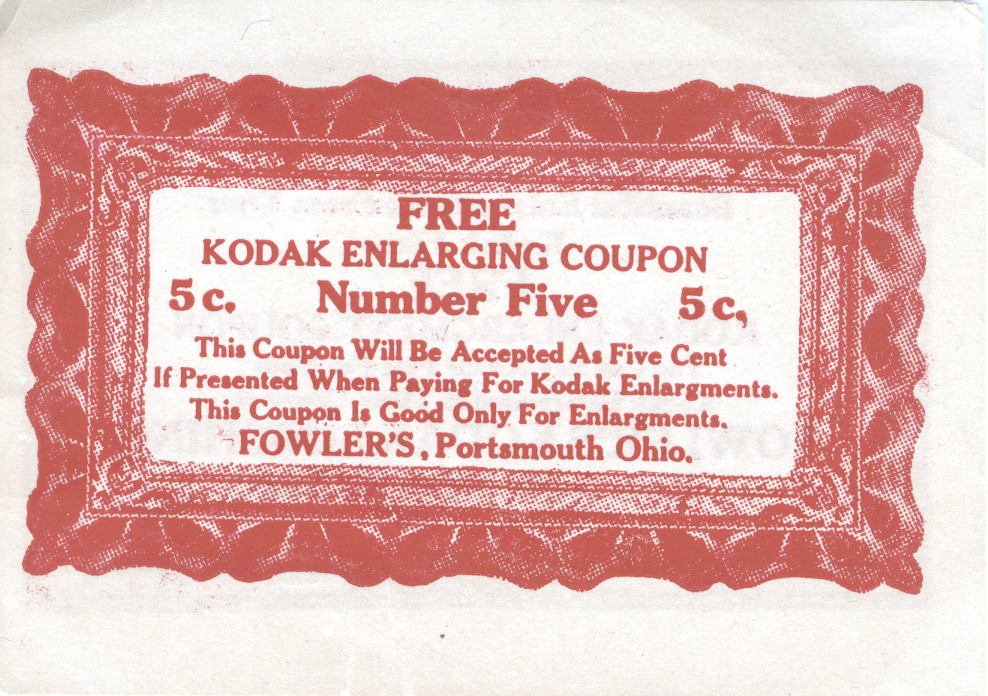 FREE
KODAK ENLARGING COUPON
5c. Number Five 5c,
This Coupon Will Be Accepted As Five Cent
If Presented When Paying For Kodak Enlargments.
This Coupon Is Good Only For Enlargments.
FOWLER'S, Portsmouth Ohio.